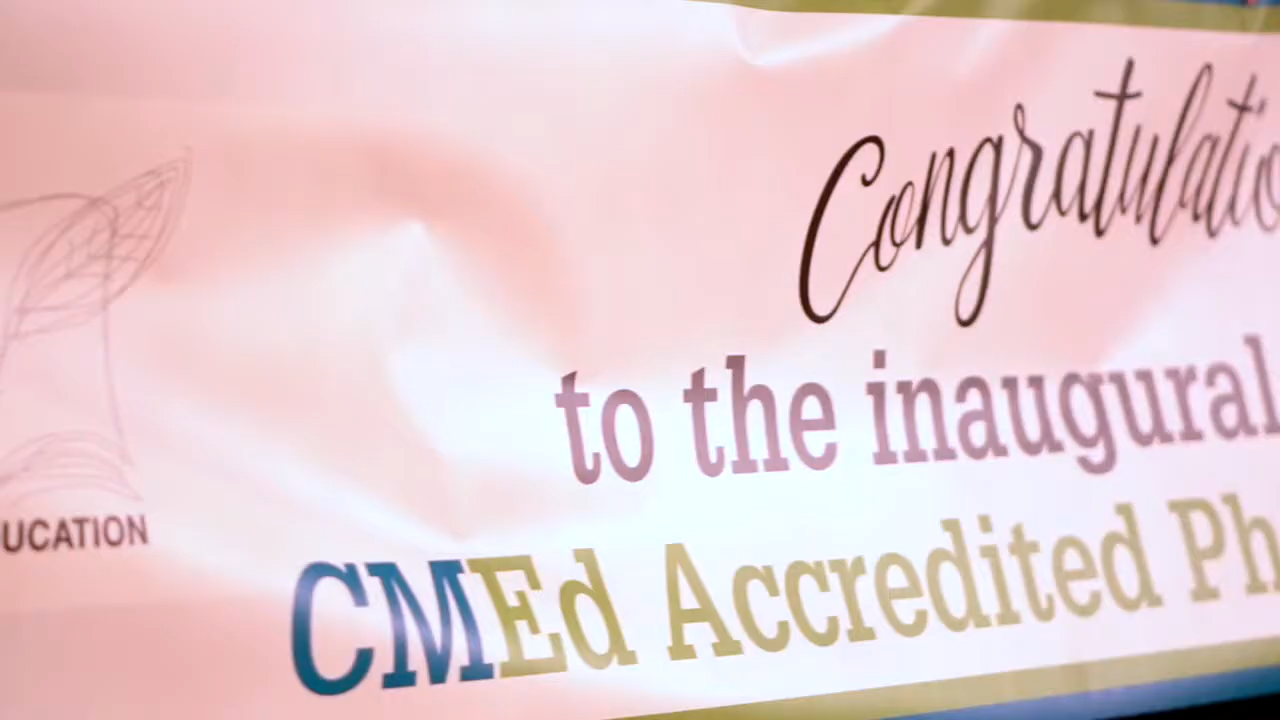 Congratulatio
to the inaugural
UCATION
CMEd Accredited Ph